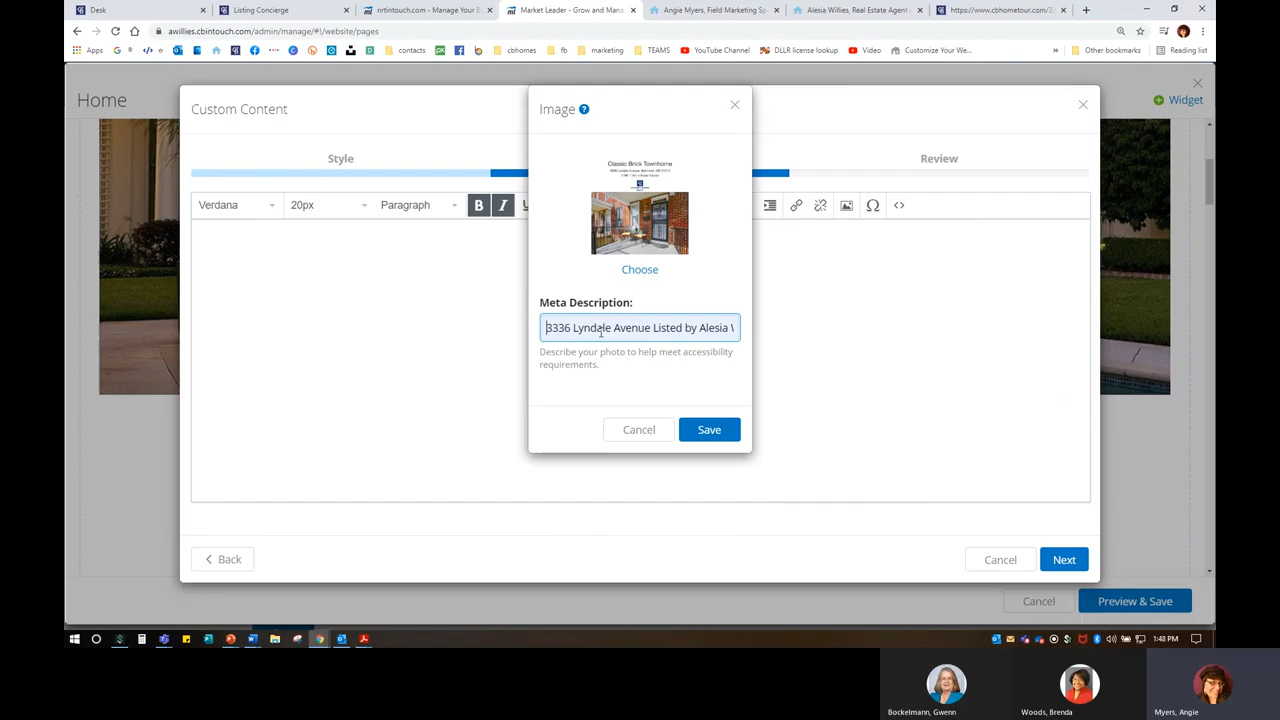 Desk
Listing Concierge
nrtintouch.com - Manage Your B
Market Leader - Grow and Mana
Angie Myers, Field Marketing Sp
Alesia Willies, Real Estate Agent
https://www.cbhometour.com/33
awillies.cbintouch.com/admin/manage/#!/website/pages
Apps
contacts
cbhomes
fb
marketing
TEAMS
YouTube Channel
DLLR license lookup
Video
Customize Your We...
Other bookmarks
Reading list
Home
Widget
Custom Content
Image
Style
Review
Classic Brick Townhome
Verdana
20px
Paragraph
B
I
U
Choose
Meta Description:
3336 Lyndale Avenue Listed by Alesia W
Describe your photo to help meet accessibility
requirements.
Cancel
Save
Back
Cancel
Next
Cancel
Preview & Save
1:48 PM
Bockelmann, Gwenn
Woods, Brenda
Myers, Angie